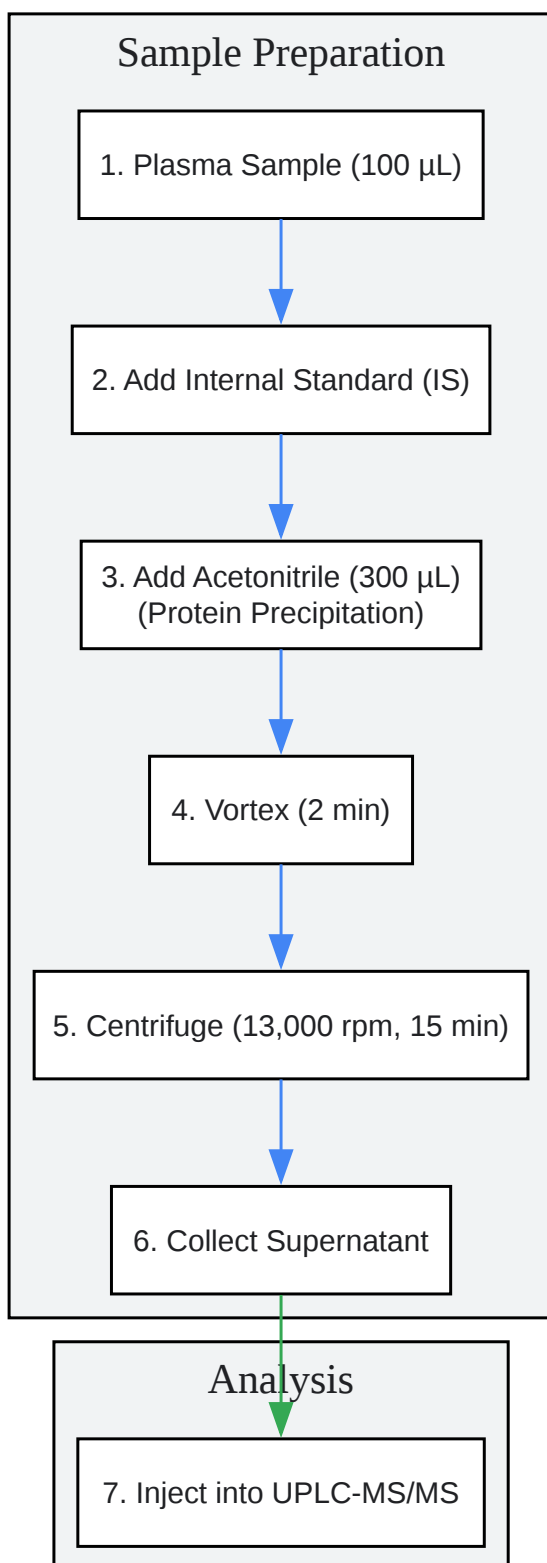 Sample Preparation
1. Plasma Sample (100 µL)
2. Add Internal Standard (IS)
3. Add Acetonitrile (300 µL)
(Protein Precipitation)
4. Vortex (2 min)
5. Centrifuge (13,000 rpm, 15 min)
6. Collect Supernatant
Analysis
7. Inject into UPLC-MS/MS